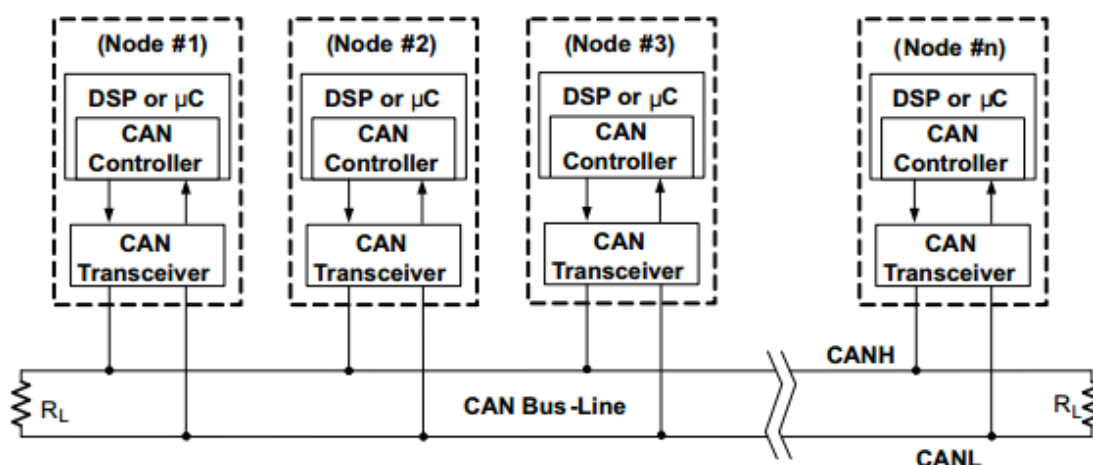 (Node #1)
DSP or µC
CAN
Controller
CAN
Transceiver
(Node #2)
DSP or µC
CAN
Controller
CAN
Transceiver
(Node #3)
DSP or µC
CAN
Controller
CAN
Transceiver
(Node #n)
DSP or µC
CAN
Controller
CAN
Transceiver
CANH
RL
CAN Bus-Line
RL
CANL